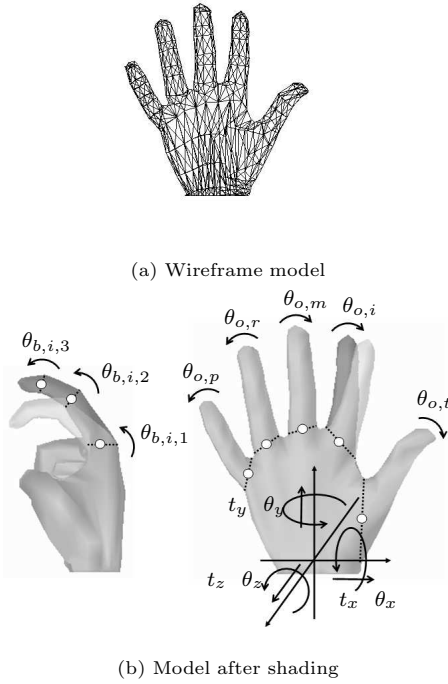 (a) Wireframe model
θ_{o,m} θ_{o,i}
θ_{b,i,3} θ_{o,r}
θ_{b,i,2} θ_{o,p}
θ_{o,t}
θ_{b,i,1}
t_y θ_y
t_z θ_z t_x θ_x
(b) Model after shading